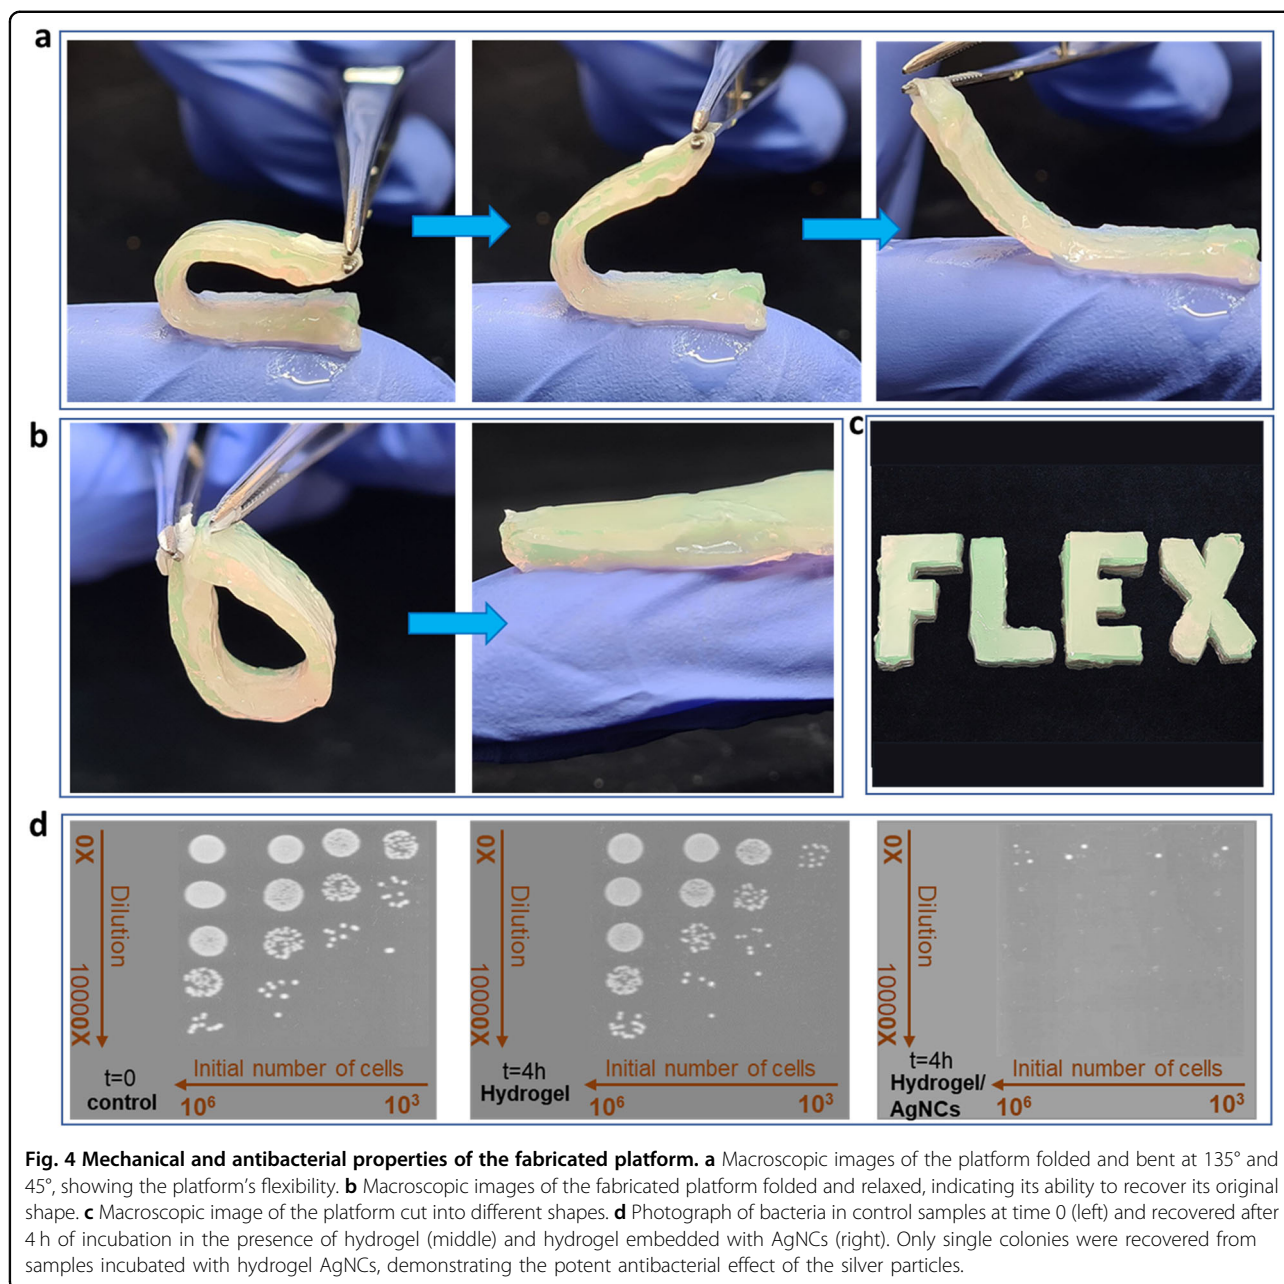 a
b
c
FLEX
d
0X
Dilution
10000X
t=0
control
Initial number of cells
10⁶
10³
0X
Dilution
10000X
t=4h
Hydrogel
Initial number of cells
10⁶
10³
0X
Dilution
10000X
t=4h
Hydrogel/
AgNCs
Initial number of cells
10⁶
10³
Fig. 4 Mechanical and antibacterial properties of the fabricated platform. a Macroscopic images of the platform folded and bent at 135° and
45°, showing the platform's flexibility. b Macroscopic images of the fabricated platform folded and relaxed, indicating its ability to recover its original
shape. c Macroscopic image of the platform cut into different shapes. d Photograph of bacteria in control samples at time 0 (left) and recovered after
4 h of incubation in the presence of hydrogel (middle) and hydrogel embedded with AgNCs (right). Only single colonies were recovered from
samples incubated with hydrogel AgNCs, demonstrating the potent antibacterial effect of the silver particles.